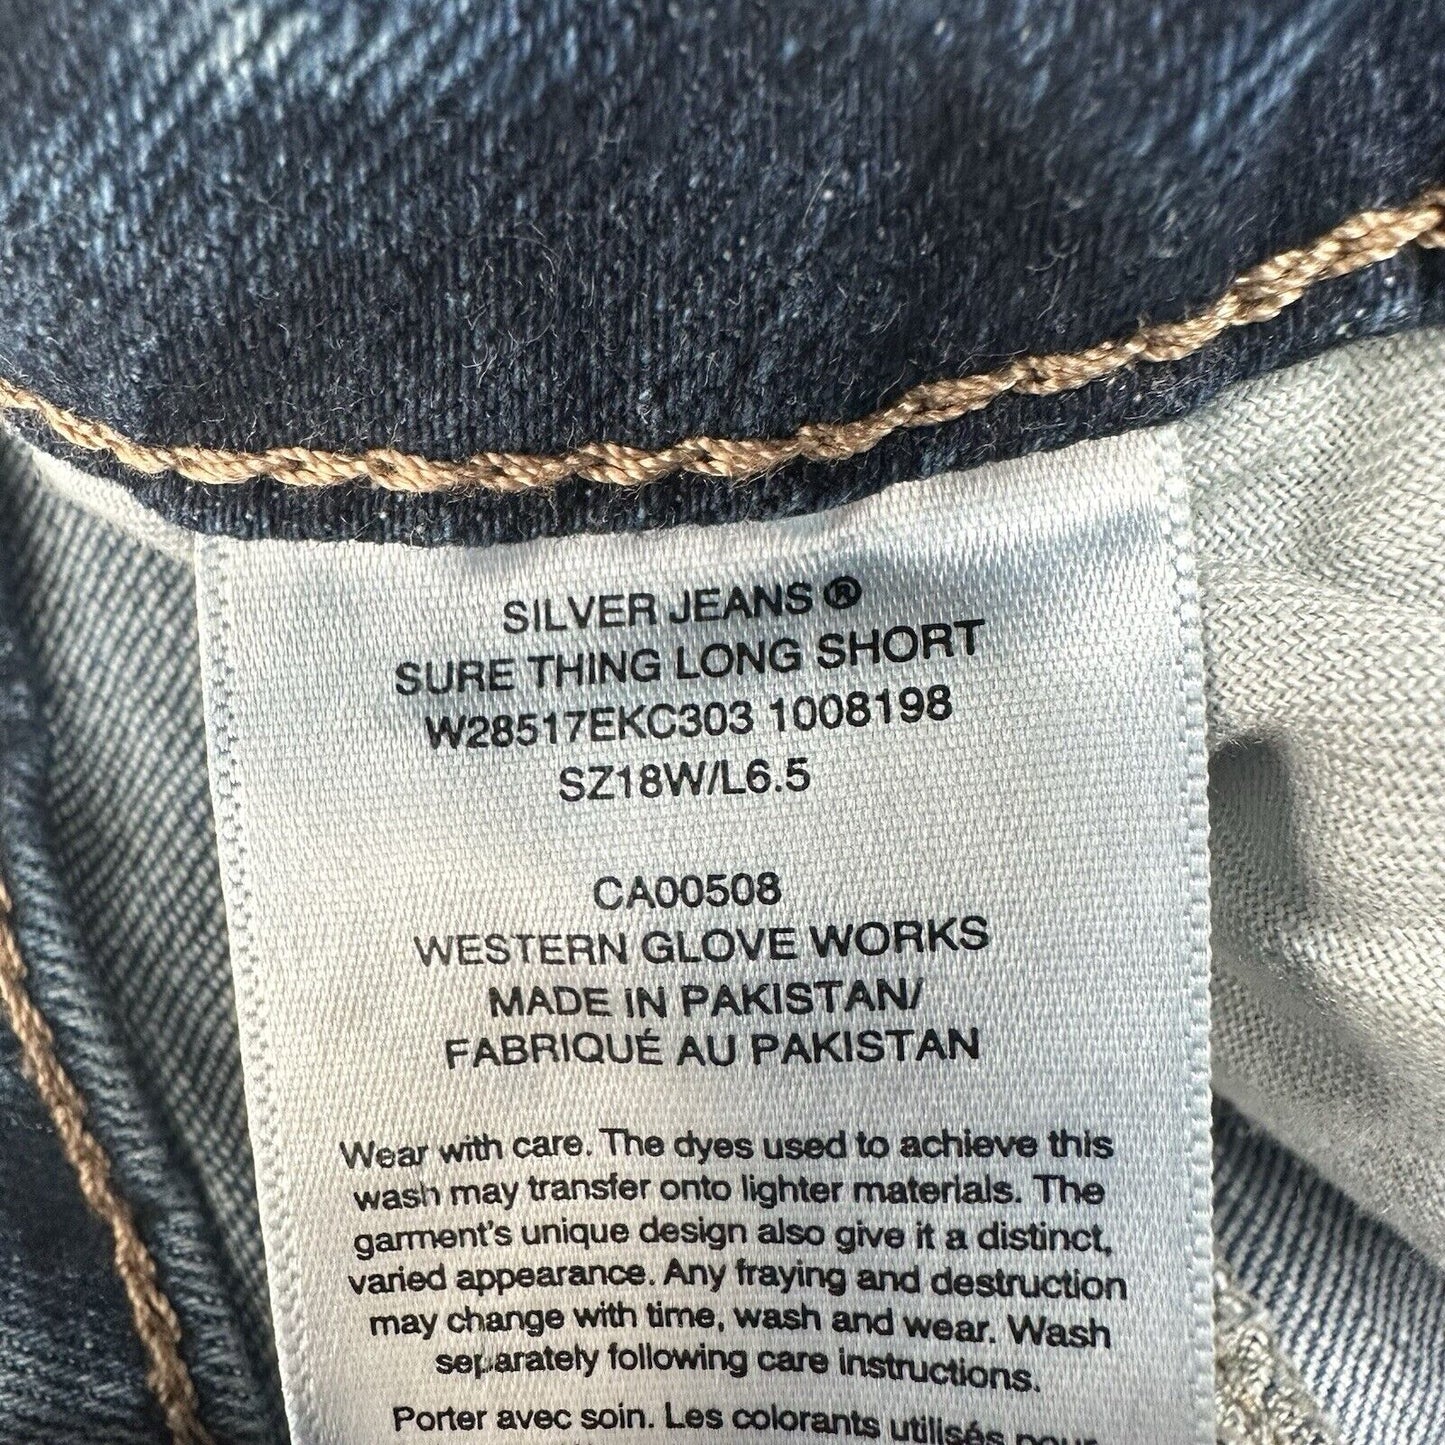 SILVER JEANS ®
SURE THING LONG SHORT
W28517EKC303 1008198
SZ18W/L6.5
CA00508
WESTERN GLOVE WORKS
MADE IN PAKISTAN/
FABRIQUÉ AU PAKISTAN
Wear with care. The dyes used to achieve this
wash may transfer onto lighter materials. The
garment's unique design also give it a distinct,
varied appearance. Any fraying and destruction
may change with time, wash and wear. Wash
separately following care instructions.
Porter avec soin. Les colorants utilisés pour